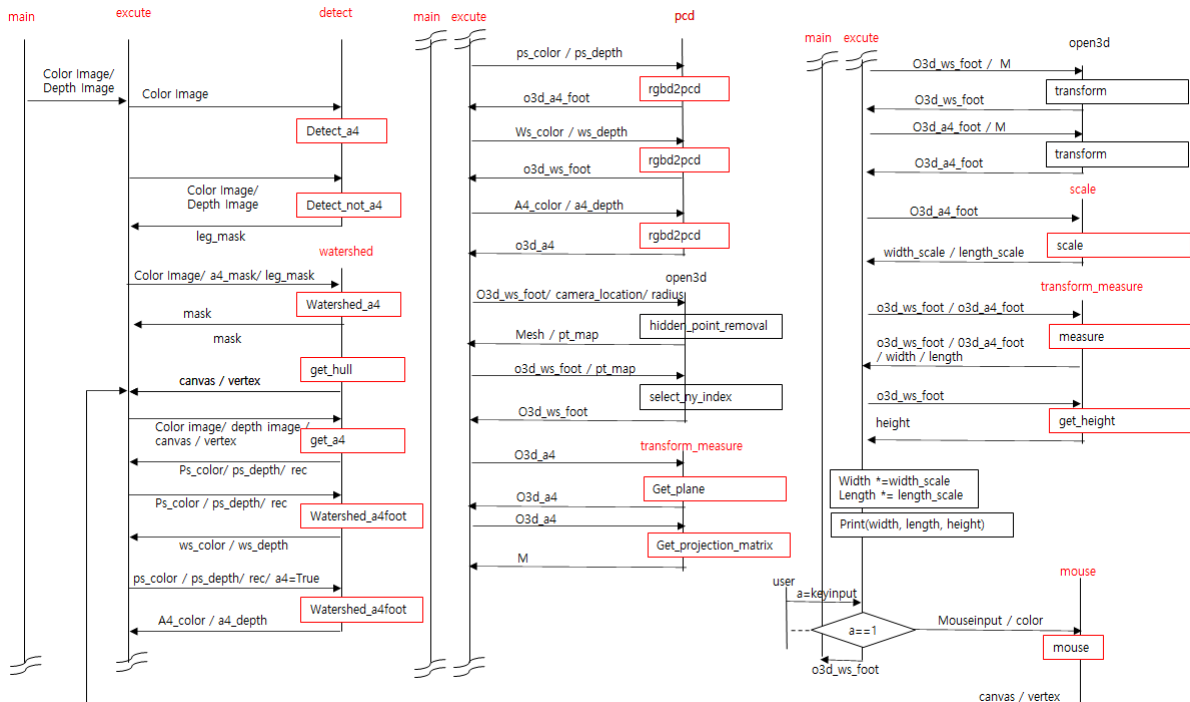 main
excute
detect
Color Image/
Depth Image
Color Image
Detect_a4
Color Image/
Depth Image
Detect_not_a4
leg_mask
watershed
Color Image/ a4_mask/ leg_mask
Watershed_a4
mask
mask
get_hull
canvas / vertex
Color image/ depth image /
canvas / vertex
get_a4
Ps_color/ ps_depth/ rec
Ps_color / ps_depth/ rec
Watershed_a4foot
ws_color / ws_depth
ps_color / ps_depth/ rec/ a4=True
Watershed_a4foot
A4_color / a4_depth
main
excute
pcd
ps_color / ps_depth
rgbd2pcd
o3d_a4_foot
Ws_color / ws_depth
rgbd2pcd
o3d_ws_foot
A4_color / a4_depth
rgbd2pcd
o3d_a4
open3d
O3d_ws_foot/ camera_location/ radius
hidden_point_removal
Mesh / pt_map
o3d_ws_foot / pt_map
select_ny_index
O3d_ws_foot
transform_measure
O3d_a4
Get_plane
O3d_a4
O3d_a4
Get_projection_matrix
M
main
excute
open3d
O3d_ws_foot / M
transform
O3d_ws_foot
O3d_a4_foot / M
transform
O3d_a4_foot
scale
O3d_a4_foot
scale
width_scale / length_scale
transform_measure
o3d_ws_foot / o3d_a4_foot
measure
o3d_ws_foot / 03d_a4_foot
/ width / length
o3d_ws_foot
get_height
height
Width *=width_scale
Length *= length_scale
Print(width, length, height)
user
a=keyinput
mouse
a==1
Mouseinput / color
mouse
o3d_ws_foot
canvas / vertex